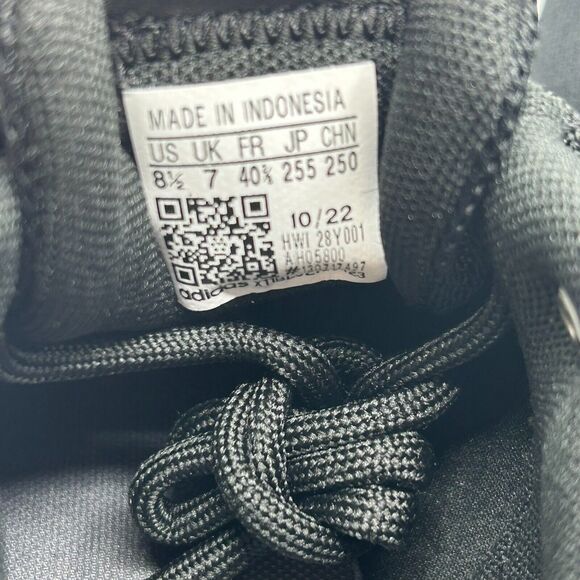 MADE IN INDONESIA
US UK FR JP CHN
8½ 7 40⅔ 255 250
10/22
HWI 28Y001
adidas